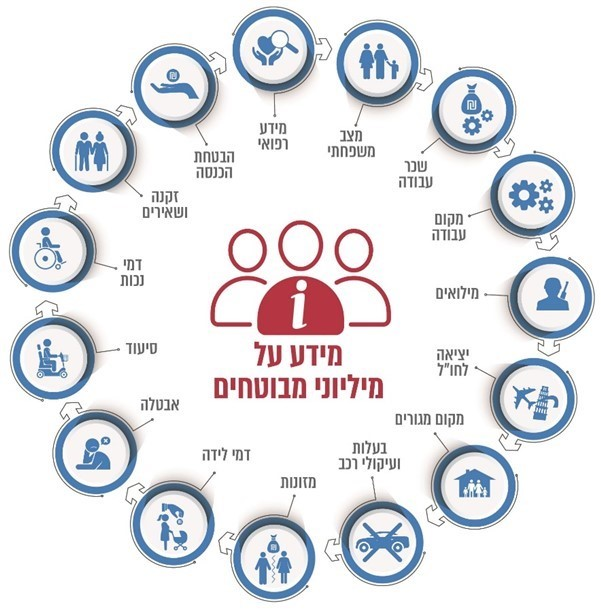 מידע על
מיליוני מבוטחים
מידע
רפואי
מצב
משפחתי
שכר
עבודה
מקום
עבודה
מילואים
יציאה
לחו"ל
מקום מגורים
בעלות
ועיקולי רכב
מזונות
דמי לידה
אבטלה
סיעוד
דמי
נכות
זקנה
ושאירים
הבטחת
הכנסה